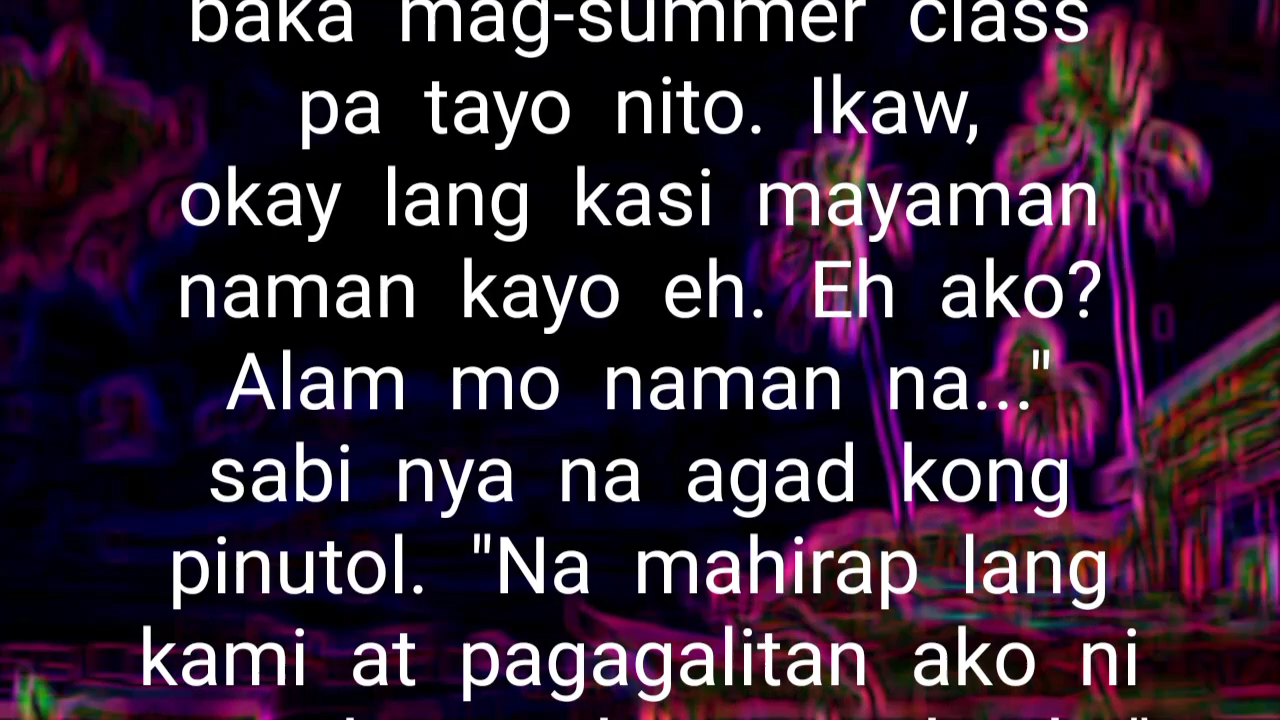 baka mag-summer class
pa tayo nito. Ikaw,
okay lang kasi mayaman
naman kayo eh. Eh ako?
Alam mo naman na..."
sabi nya na agad kong
pinutol. "Na mahirap lang
kami at pagagalitan ako ni